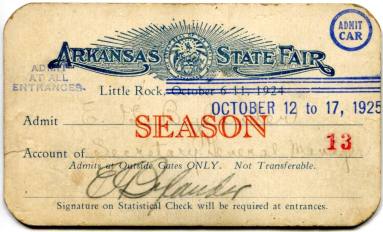 ADMIT
CAR
ARKANSAS STATE FAIR
ADMIT
AT ALL
ENTRANCES.
Little Rock, October 6-11, 1924
OCTOBER 12 to 17, 1925
Admit
SEASON
13
Account of
Admits at Outside Gates ONLY. Not Transferable.
Signature on Statistical Check will be required at entrances.